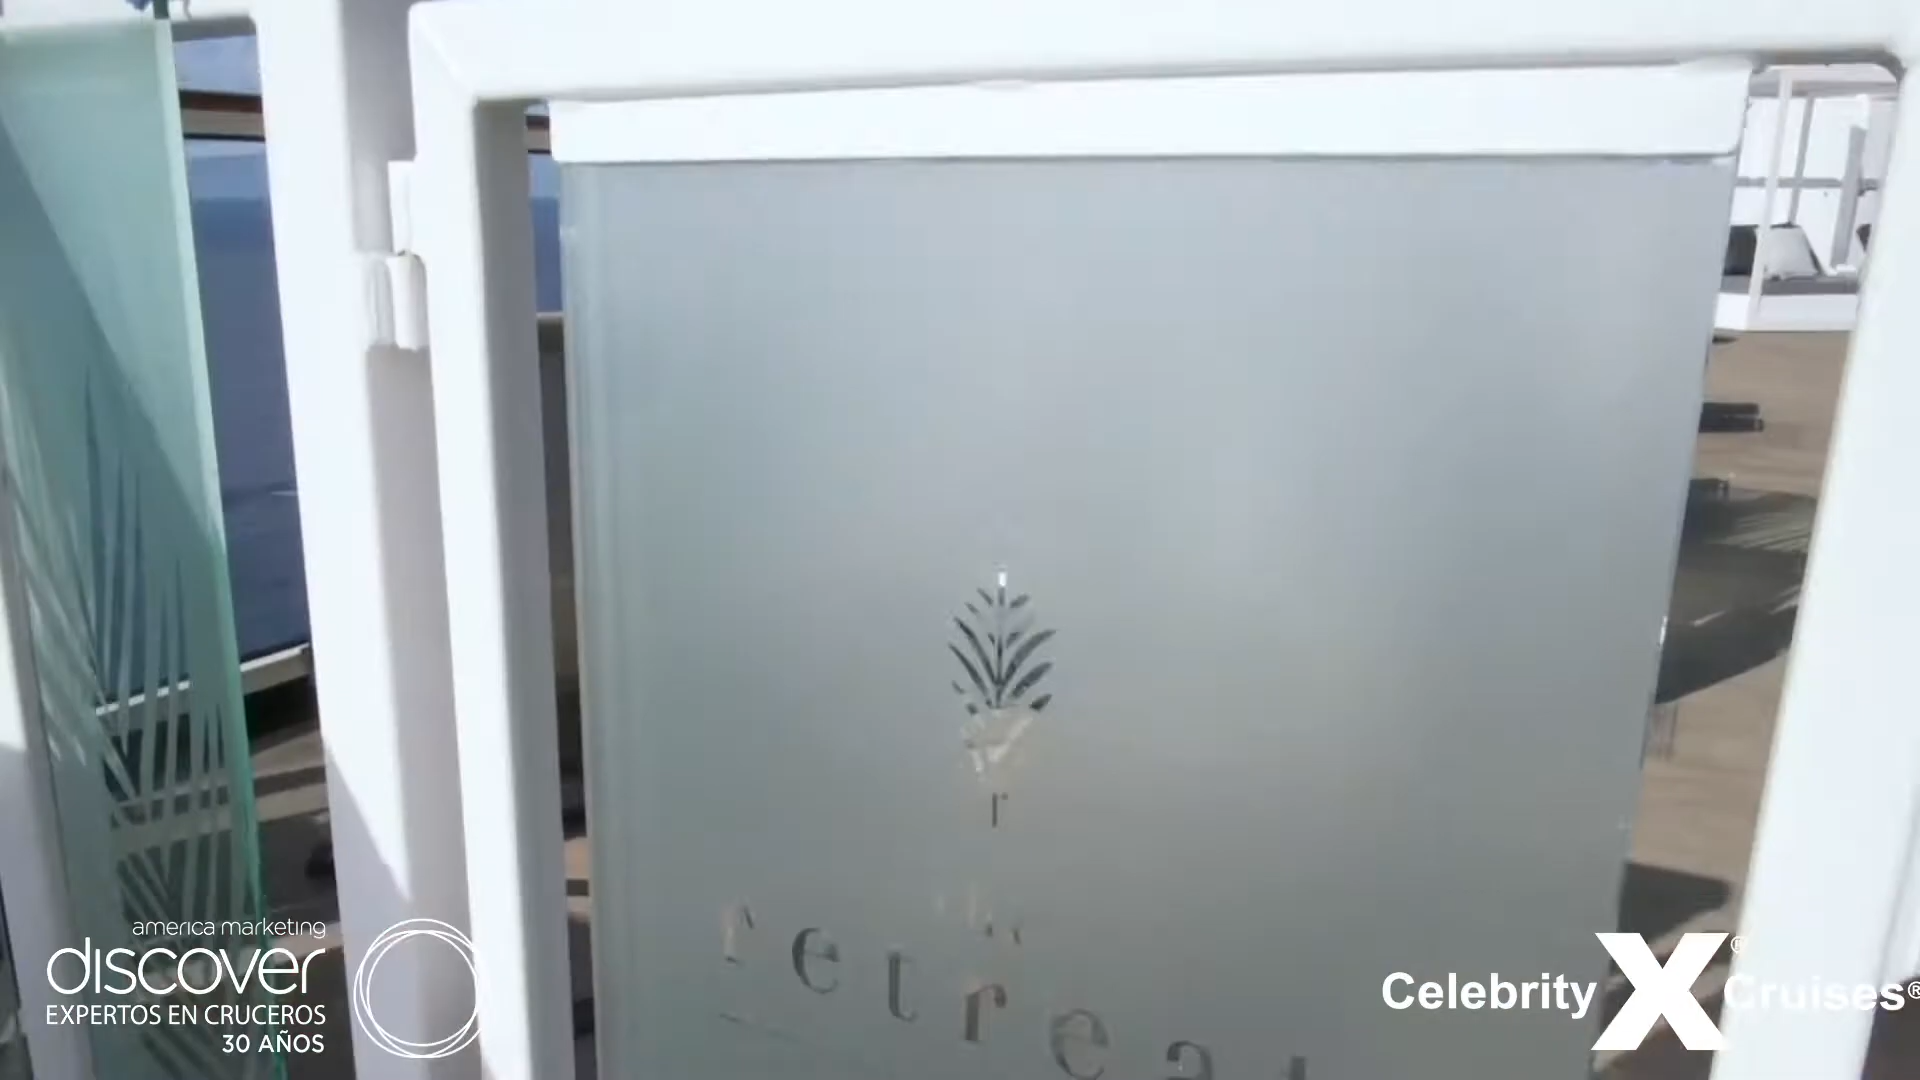 retreat
america marketing
discover
EXPERTOS EN CRUCEROS
30 AÑOS
Celebrity X® Cruises®